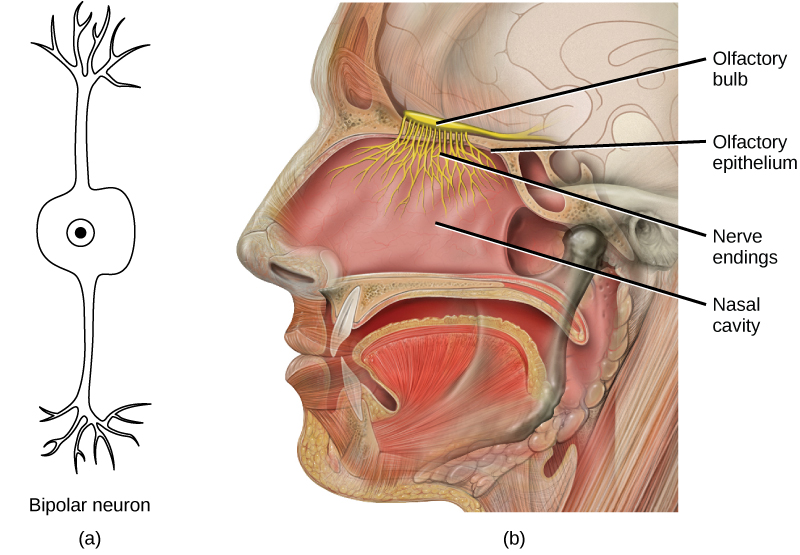 Olfactory
bulb
Olfactory
epithelium
Nerve
endings
Nasal
cavity
Bipolar neuron
(a)
(b)